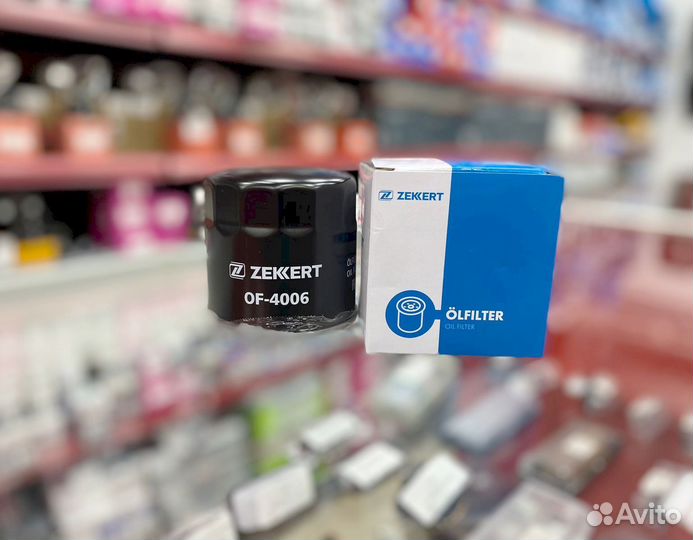 ZEKKERT
OF-4006
ZEKKERT
ÖLFILTER
OIL FILTER
Avito